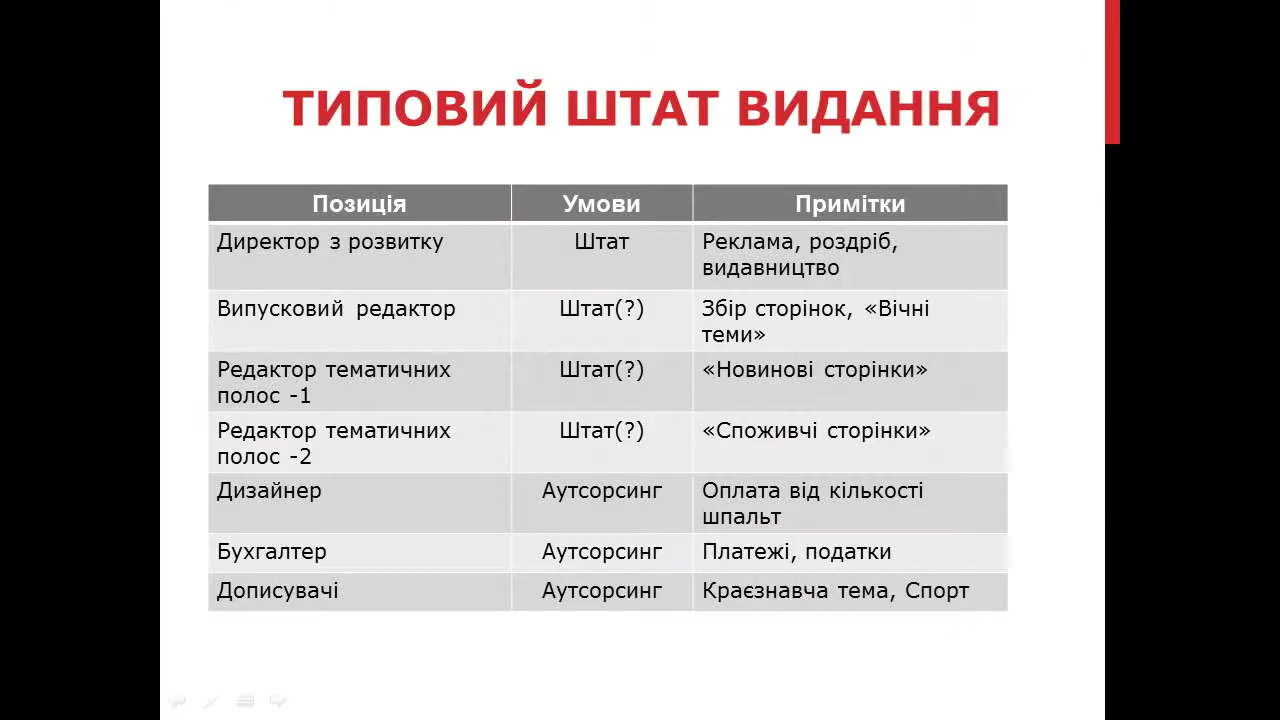 ТИПОВИЙ ШТАТ ВИДАННЯ
Позиція Умови Примітки
Директор з розвитку Штат Реклама, роздріб,
видавництво
Випусковий редактор Штат(?) Збір сторінок, «Вічні
теми»
Редактор тематичних Штат(?) «Новинові сторінки»
полос -1
Редактор тематичних Штат(?) «Споживчі сторінки»
полос -2
Дизайнер Аутсорсинг Оплата від кількості
шпальт
Бухгалтер Аутсорсинг Платежі, податки
Дописувачі Аутсорсинг Краєзнавча тема, Спорт